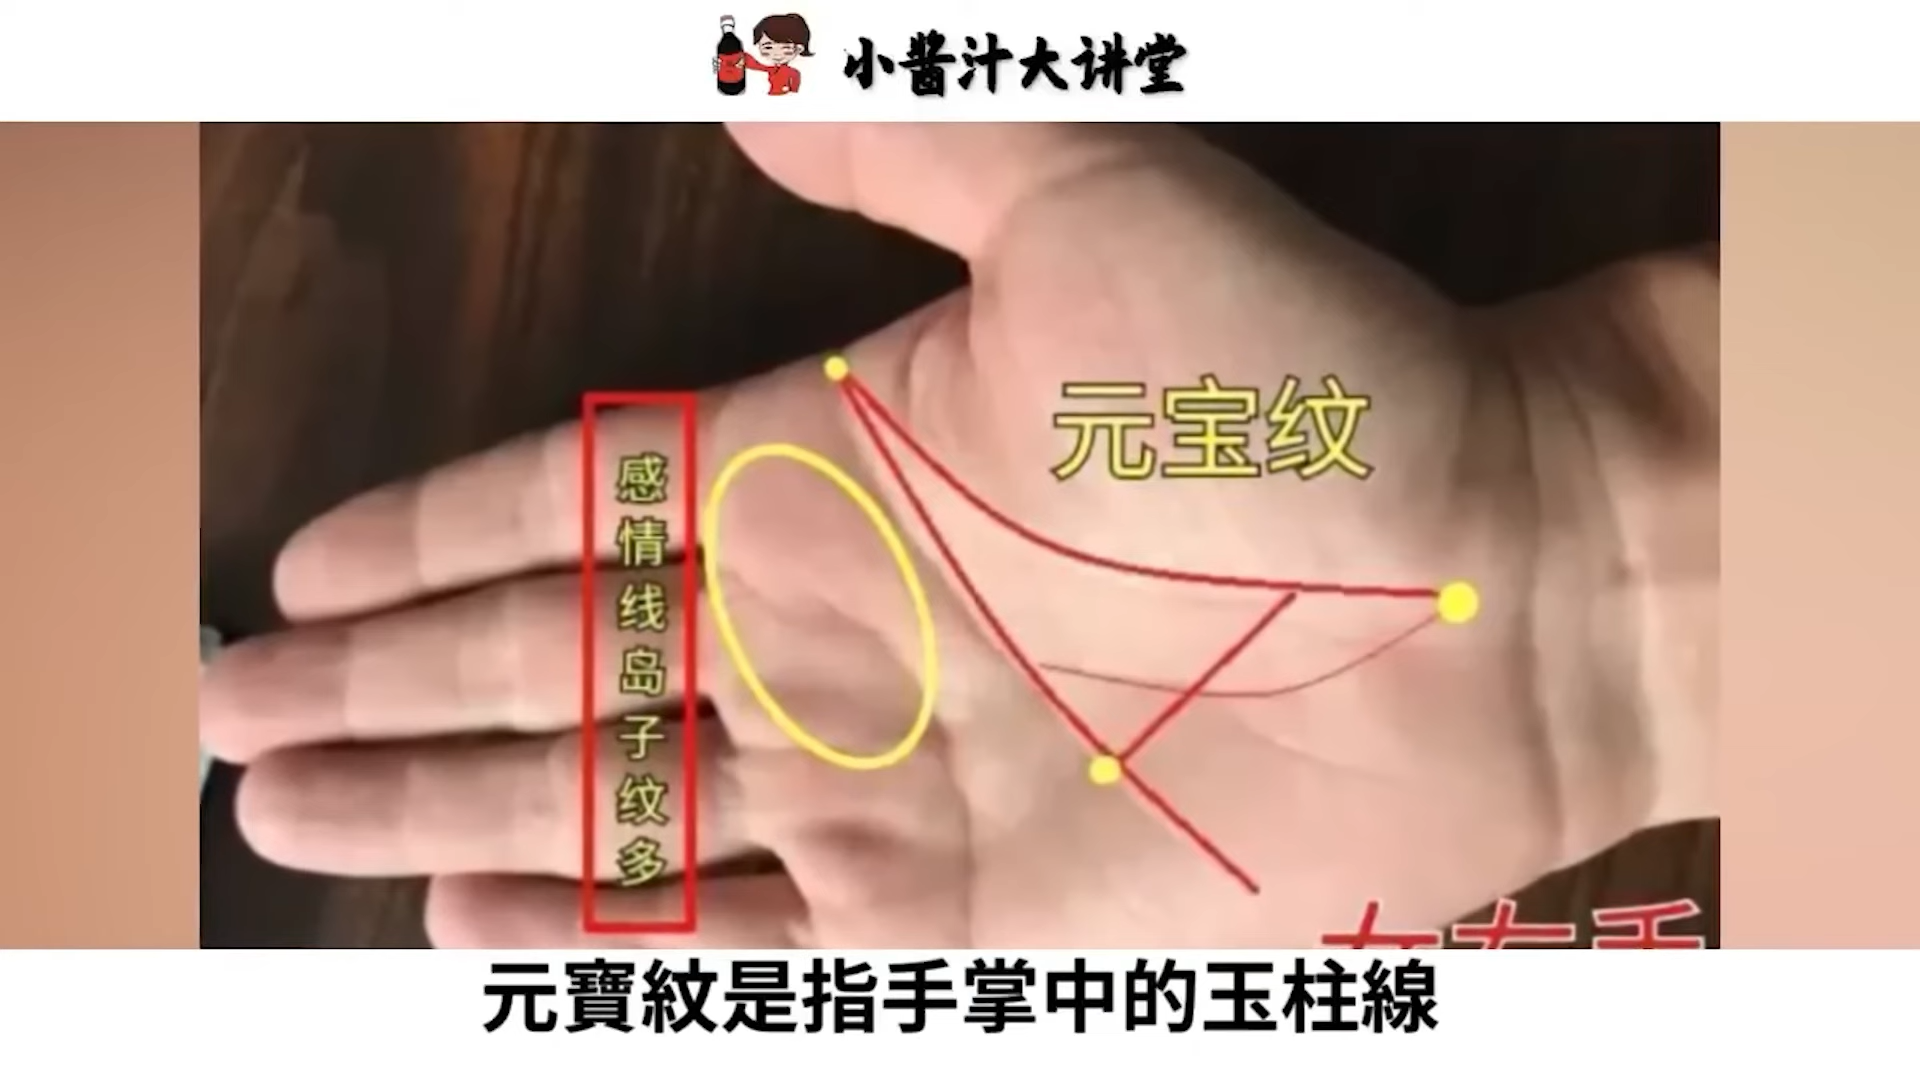 小酱汁大讲堂
元宝纹
感情线岛子纹多
元寶紋是指手掌中的玉柱線